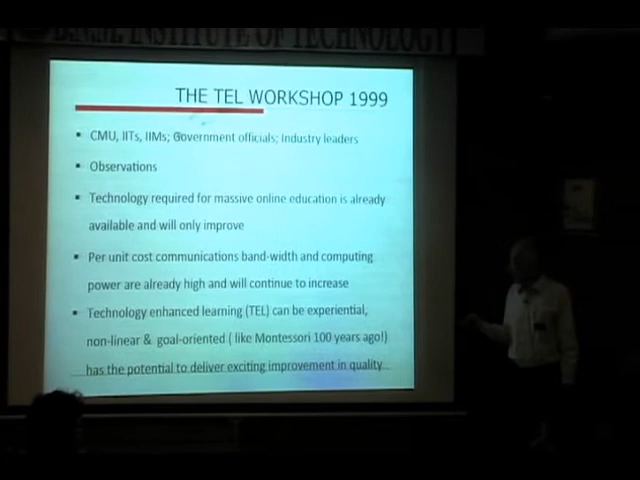 INSTITUTE OF TECHNOLOGY
THE TEL WORKSHOP 1999
CMU, IITs, IIMs; Government officials; Industry leaders
Observations
Technology required for massive online education is already
available and will only improve
Per unit cost communications band-width and computing
power are already high and will continue to increase
Technology enhanced learning (TEL) can be experiential,
non-linear & goal-oriented ( like Montessori 100 years ago!)
has the potential to deliver exciting improvement in quality